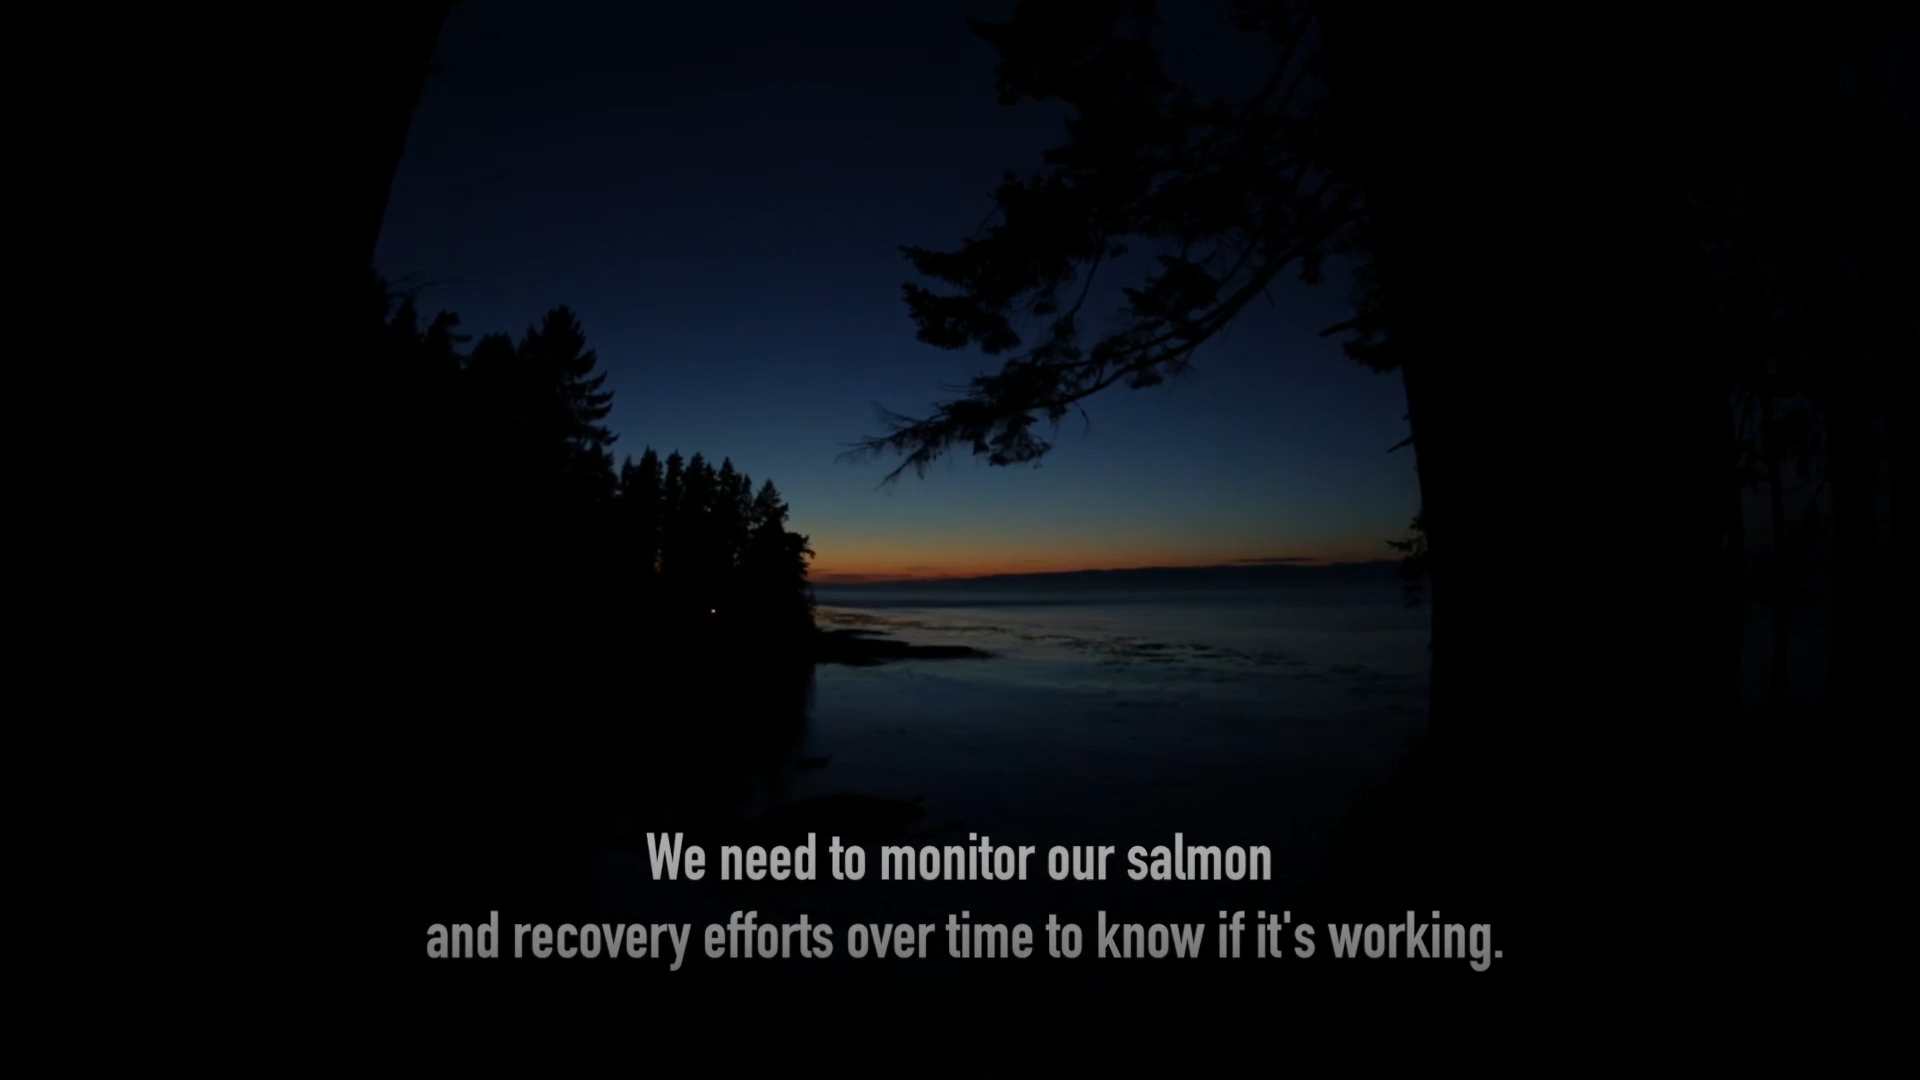 We need to monitor our salmon
and recovery efforts over time to know if it's working.